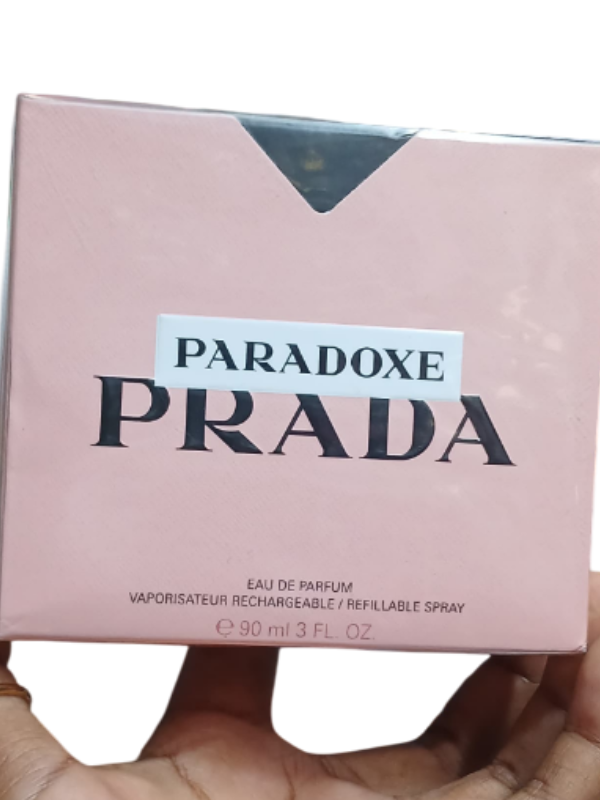 PARADOXE
PRADA
EAU DE PARFUM
VAPORISATEUR RECHARGEABLE / REFILLABLE SPRAY
℮ 90 ml 3 FL. OZ.